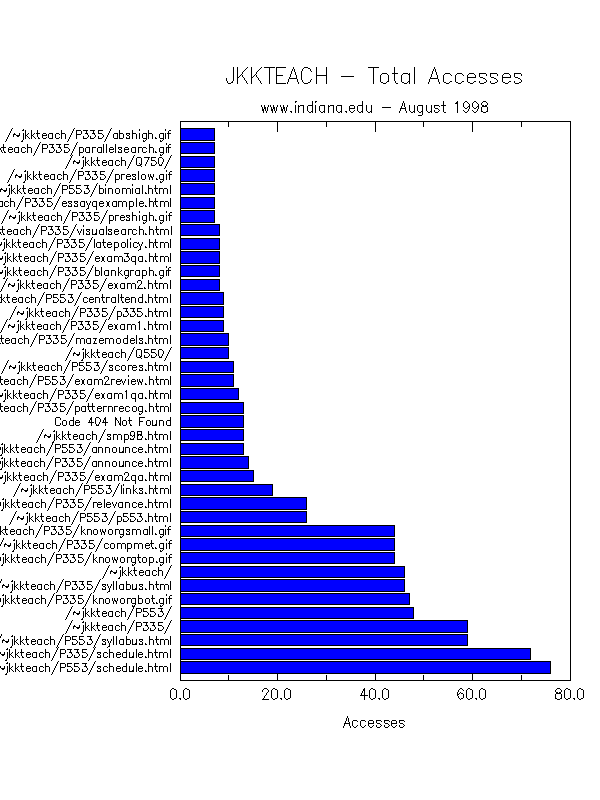 JKKTEACH - Total Accesses
www.indiana.edu - August 1998
/~jkkteach/P335/abshigh.gif
kteach/P335/parallelsearch.gif
/~jkkteach/Q750/
/~jkkteach/P335/preslow.gif
~jkkteach/P553/binomial.html
ach/P335/essayqexample.html
/~jkkteach/P335/preshigh.gif
kteach/P335/visualsearch.html
~jkkteach/P335/latepolicy.html
~jkkteach/P335/exam3qa.html
~jkkteach/P335/blankgraph.gif
/~jkkteach/P335/exam2.html
kkteach/P553/centraltend.html
/~jkkteach/P335/p335.html
/~jkkteach/P335/exam1.html
teach/P335/mazemodels.html
/~jkkteach/Q550/
/~jkkteach/P553/scores.html
teach/P553/exam2review.html
~jkkteach/P335/exam1qa.html
teach/P335/patternrecog.html
Code 404 Not Found
/~jkkteach/smp98.html
~jkkteach/P553/announce.html
~jkkteach/P335/announce.html
~jkkteach/P335/exam2qa.html
/~jkkteach/P553/links.html
~jkkteach/P335/relevance.html
/~jkkteach/P553/p553.html
kteach/P335/knoworgsmall.gif
/~jkkteach/P335/compmet.gif
jkkteach/P335/knoworgtop.gif
/~jkkteach/
/~jkkteach/P335/syllabus.html
jkkteach/P335/knoworgbot.gif
/~jkkteach/P553/
/~jkkteach/P335/
/~jkkteach/P553/syllabus.html
~jkkteach/P335/schedule.html
~jkkteach/P553/schedule.html
0.0 20.0 40.0 60.0 80.0
Accesses